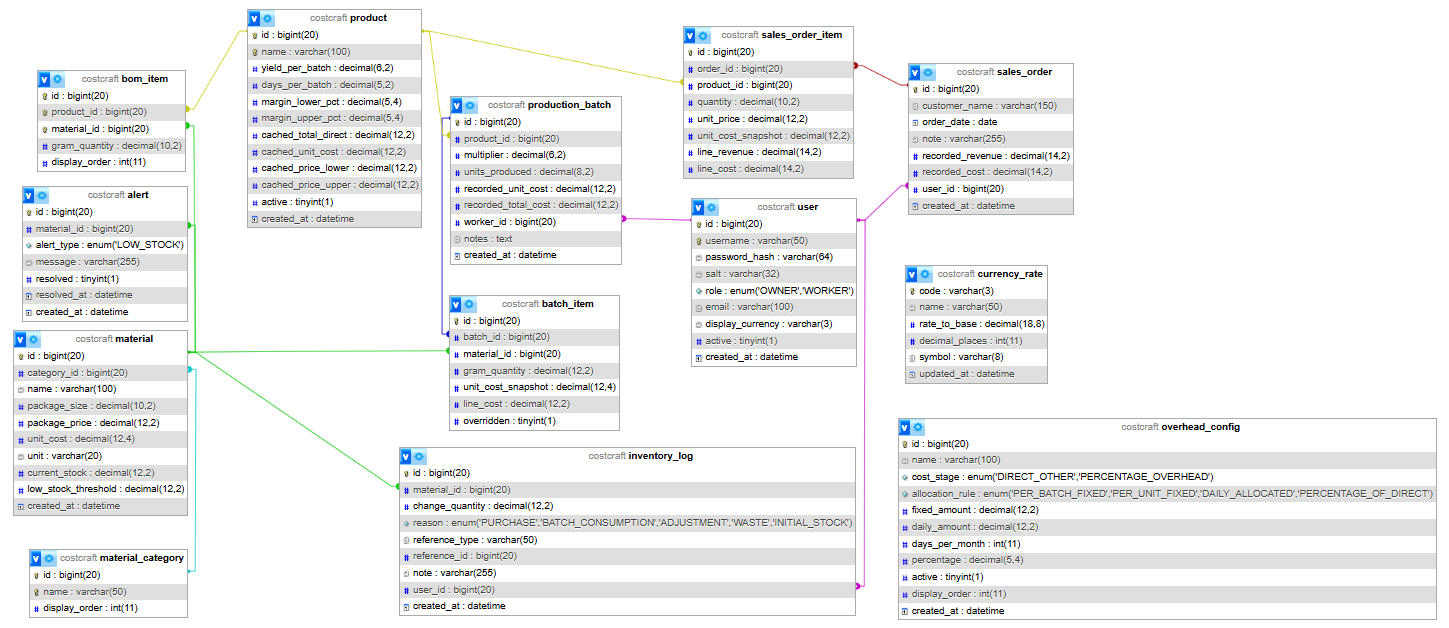 costcraft product
id : bigint(20)
name : varchar(100)
yield_per_batch : decimal(6,2)
days_per_batch : decimal(5,2)
margin_lower_pct : decimal(5,4)
margin_upper_pct : decimal(5,4)
cached_total_direct : decimal(12,2)
cached_unit_cost : decimal(12,2)
cached_price_lower : decimal(12,2)
cached_price_upper : decimal(12,2)
active : tinyint(1)
created_at : datetime
costcraft sales_order_item
id : bigint(20)
order_id : bigint(20)
product_id : bigint(20)
quantity : decimal(10,2)
unit_price : decimal(12,2)
unit_cost_snapshot : decimal(12,2)
line_revenue : decimal(14,2)
line_cost : decimal(14,2)
costcraft sales_order
id : bigint(20)
customer_name : varchar(150)
order_date : date
note : varchar(255)
recorded_revenue : decimal(14,2)
recorded_cost : decimal(14,2)
user_id : bigint(20)
created_at : datetime
costcraft bom_item
id : bigint(20)
product_id : bigint(20)
material_id : bigint(20)
gram_quantity : decimal(10,2)
display_order : int(11)
costcraft production_batch
id : bigint(20)
product_id : bigint(20)
multiplier : decimal(6,2)
units_produced : decimal(8,2)
recorded_unit_cost : decimal(12,2)
recorded_total_cost : decimal(12,2)
worker_id : bigint(20)
notes : text
created_at : datetime
costcraft alert
id : bigint(20)
material_id : bigint(20)
alert_type : enum('LOW_STOCK')
message : varchar(255)
resolved : tinyint(1)
resolved_at : datetime
created_at : datetime
costcraft user
id : bigint(20)
username : varchar(50)
password_hash : varchar(64)
salt : varchar(32)
role : enum('OWNER','WORKER')
email : varchar(100)
display_currency : varchar(3)
active : tinyint(1)
created_at : datetime
costcraft currency_rate
code : varchar(3)
name : varchar(50)
rate_to_base : decimal(18,8)
decimal_places : int(11)
symbol : varchar(8)
updated_at : datetime
costcraft batch_item
id : bigint(20)
batch_id : bigint(20)
material_id : bigint(20)
gram_quantity : decimal(12,2)
unit_cost_snapshot : decimal(12,4)
line_cost : decimal(12,2)
overridden : tinyint(1)
costcraft material
id : bigint(20)
category_id : bigint(20)
name : varchar(100)
package_size : decimal(10,2)
package_price : decimal(12,2)
unit_cost : decimal(12,4)
unit : varchar(20)
current_stock : decimal(12,2)
low_stock_threshold : decimal(12,2)
created_at : datetime
costcraft overhead_config
id : bigint(20)
name : varchar(100)
cost_stage : enum('DIRECT_OTHER','PERCENTAGE_OVERHEAD')
allocation_rule : enum('PER_BATCH_FIXED','PER_UNIT_FIXED','DAILY_ALLOCATED','PERCENTAGE_OF_DIRECT')
fixed_amount : decimal(12,2)
daily_amount : decimal(12,2)
days_per_month : int(11)
percentage : decimal(5,4)
active : tinyint(1)
display_order : int(11)
created_at : datetime
costcraft inventory_log
id : bigint(20)
material_id : bigint(20)
change_quantity : decimal(12,2)
reason : enum('PURCHASE','BATCH_CONSUMPTION','ADJUSTMENT','WASTE','INITIAL_STOCK')
reference_type : varchar(50)
reference_id : bigint(20)
note : varchar(255)
user_id : bigint(20)
created_at : datetime
costcraft material_category
id : bigint(20)
name : varchar(50)
display_order : int(11)